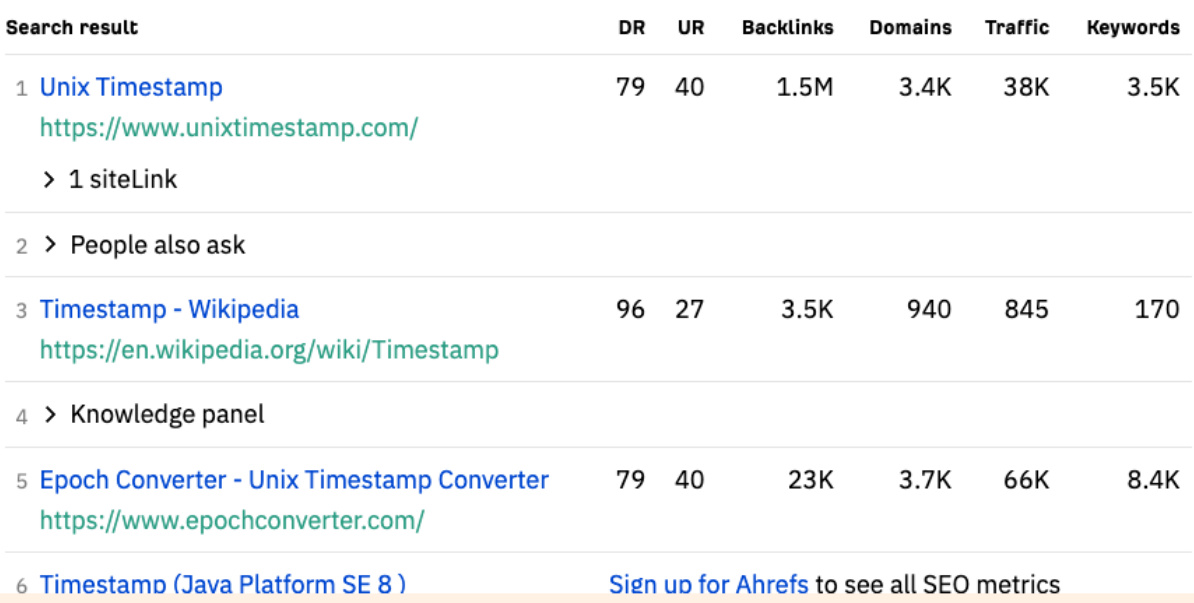 Search result DR UR Backlinks Domains Traffic Keywords
1 Unix Timestamp 79 40 1.5M 3.4K 38K 3.5K
https://www.unixtimestamp.com/
> 1 siteLink
2 > People also ask
3 Timestamp - Wikipedia 96 27 3.5K 940 845 170
https://en.wikipedia.org/wiki/Timestamp
4 > Knowledge panel
5 Epoch Converter - Unix Timestamp Converter 79 40 23K 3.7K 66K 8.4K
https://www.epochconverter.com/
6 Timestamp (Java Platform SE 8 ) Sign up for Ahrefs to see all SEO metrics